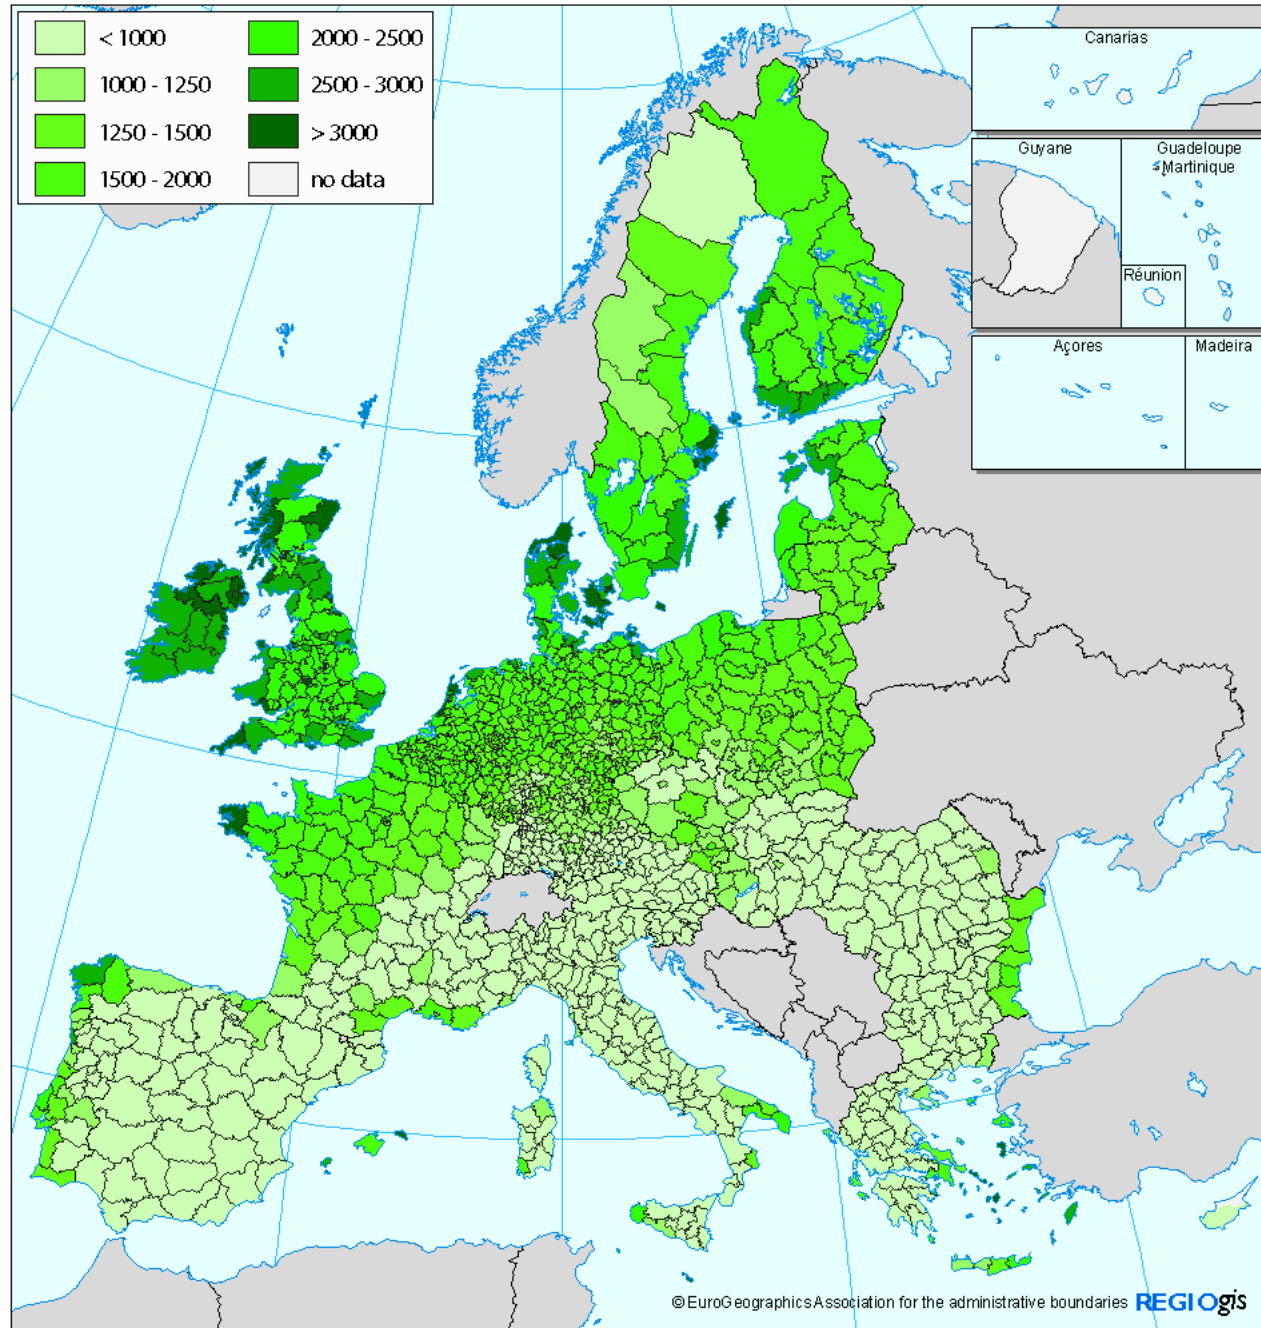 < 1000
1000 - 1250
1250 - 1500
1500 - 2000
2000 - 2500
2500 - 3000
> 3000
no data
Canarias
Guyane
Guadeloupe
Martinique
Réunion
Açores
Madeira
© EuroGeographics Association for the administrative boundaries REGIOgis